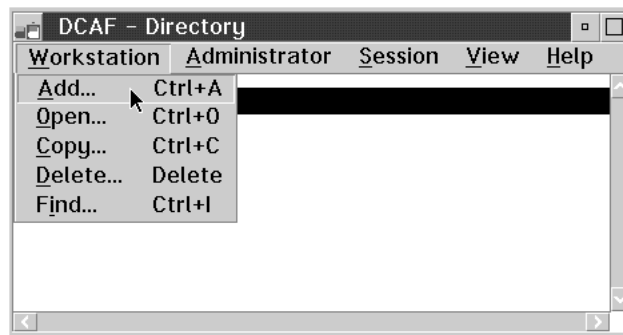 DCAF - Directory
Workstation Administrator Session View Help
Add... Ctrl+A
Open... Ctrl+O
Copy... Ctrl+C
Delete... Delete
Find... Ctrl+I